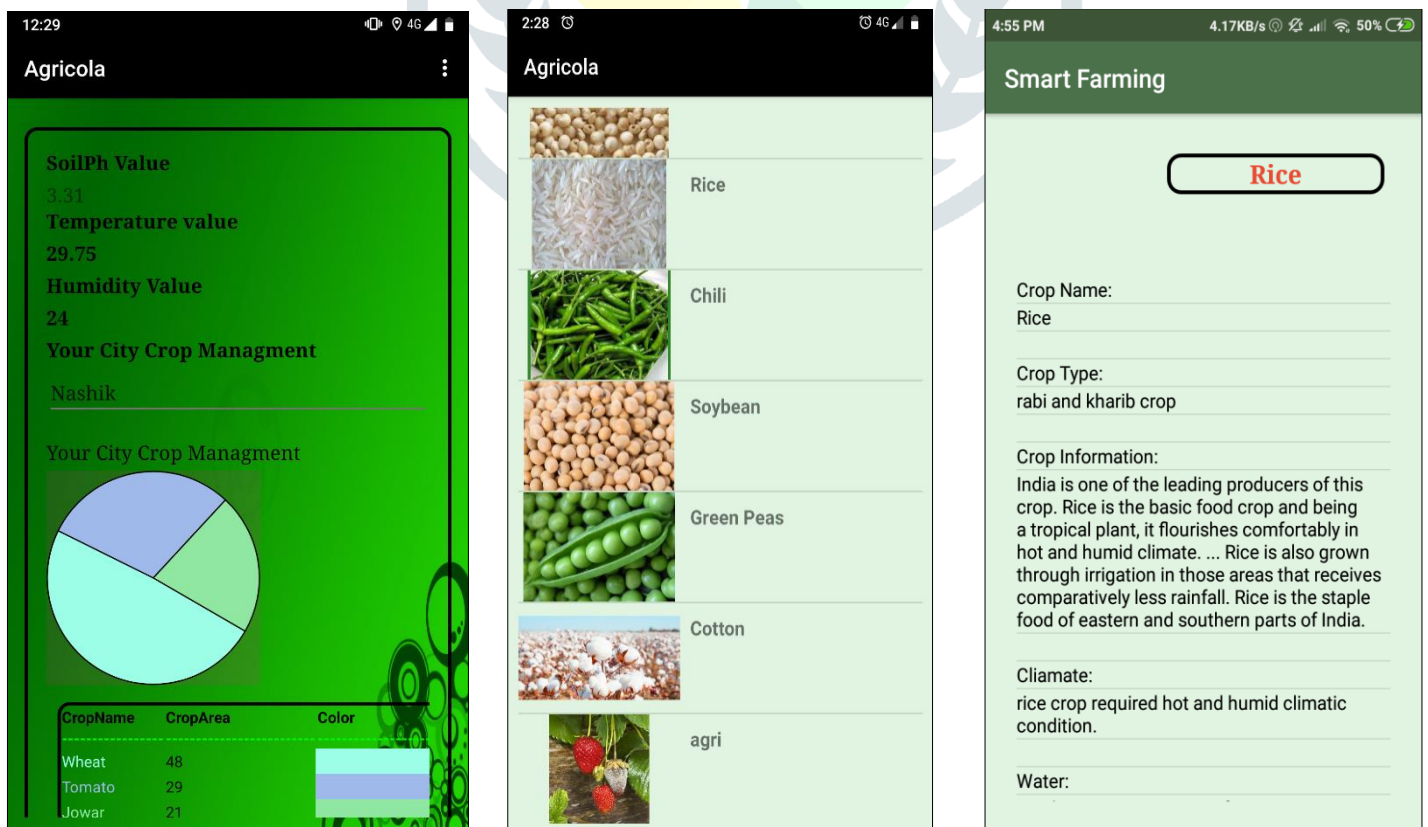 12:29
4G
Agricola
SoilPh Value
3.31
Temperature value
29.75
Humidity Value
24
Your City Crop Managment
Nashik
Your City Crop Managment
CropName CropArea Color
Wheat 48
Tomato 29
Jowar 21
2:28
4G
Agricola
Rice
Chili
Soybean
Green Peas
Cotton
agri
4:55 PM 4.17KB/s 50%
Smart Farming
Rice
Crop Name:
Rice
Crop Type:
rabi and kharib crop
Crop Information:
India is one of the leading producers of this
crop. Rice is the basic food crop and being
a tropical plant, it flourishes comfortably in
hot and humid climate. ... Rice is also grown
through irrigation in those areas that receives
comparatively less rainfall. Rice is the staple
food of eastern and southern parts of India.
Cliamate:
rice crop required hot and humid climatic
condition.
Water: